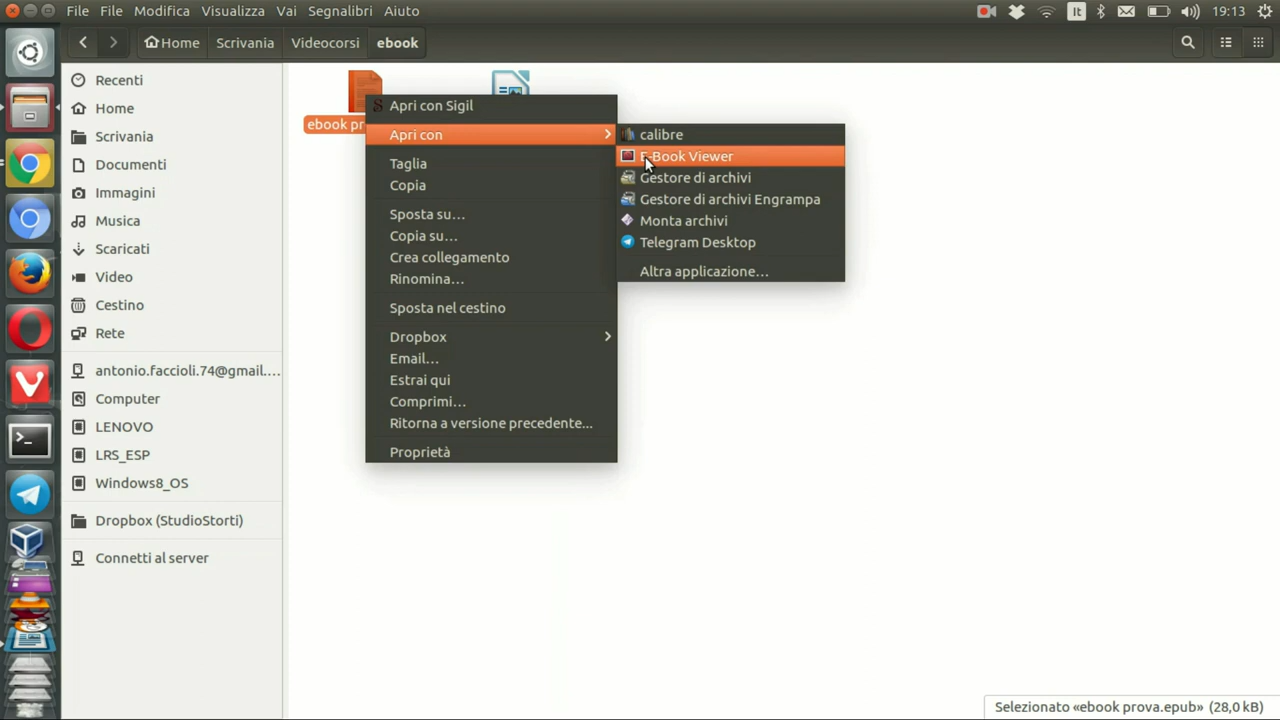 File File Modifica Visualizza Vai Segnalibri Aiuto It 19:13
Home Scrivania Videocorsi ebook
Recenti
Home
Scrivania
Documenti
Immagini
Musica
Scaricati
Video
Cestino
Rete
antonio.faccioli.74@gmail....
Computer
LENOVO
LRS_ESP
Windows8_OS
Dropbox (StudioStorti)
Connetti al server
ebook pr
Apri con Sigil
Apri con
Taglia
Copia
Sposta su…
Copia su…
Crea collegamento
Rinomina…
Sposta nel cestino
Dropbox
Email…
Estrai qui
Comprimi…
Ritorna a versione precedente...
Proprietà
calibre
E-Book Viewer
Gestore di archivi
Gestore di archivi Engrampa
Monta archivi
Telegram Desktop
Altra applicazione…
Selezionato «ebook prova.epub» (28,0 kB)